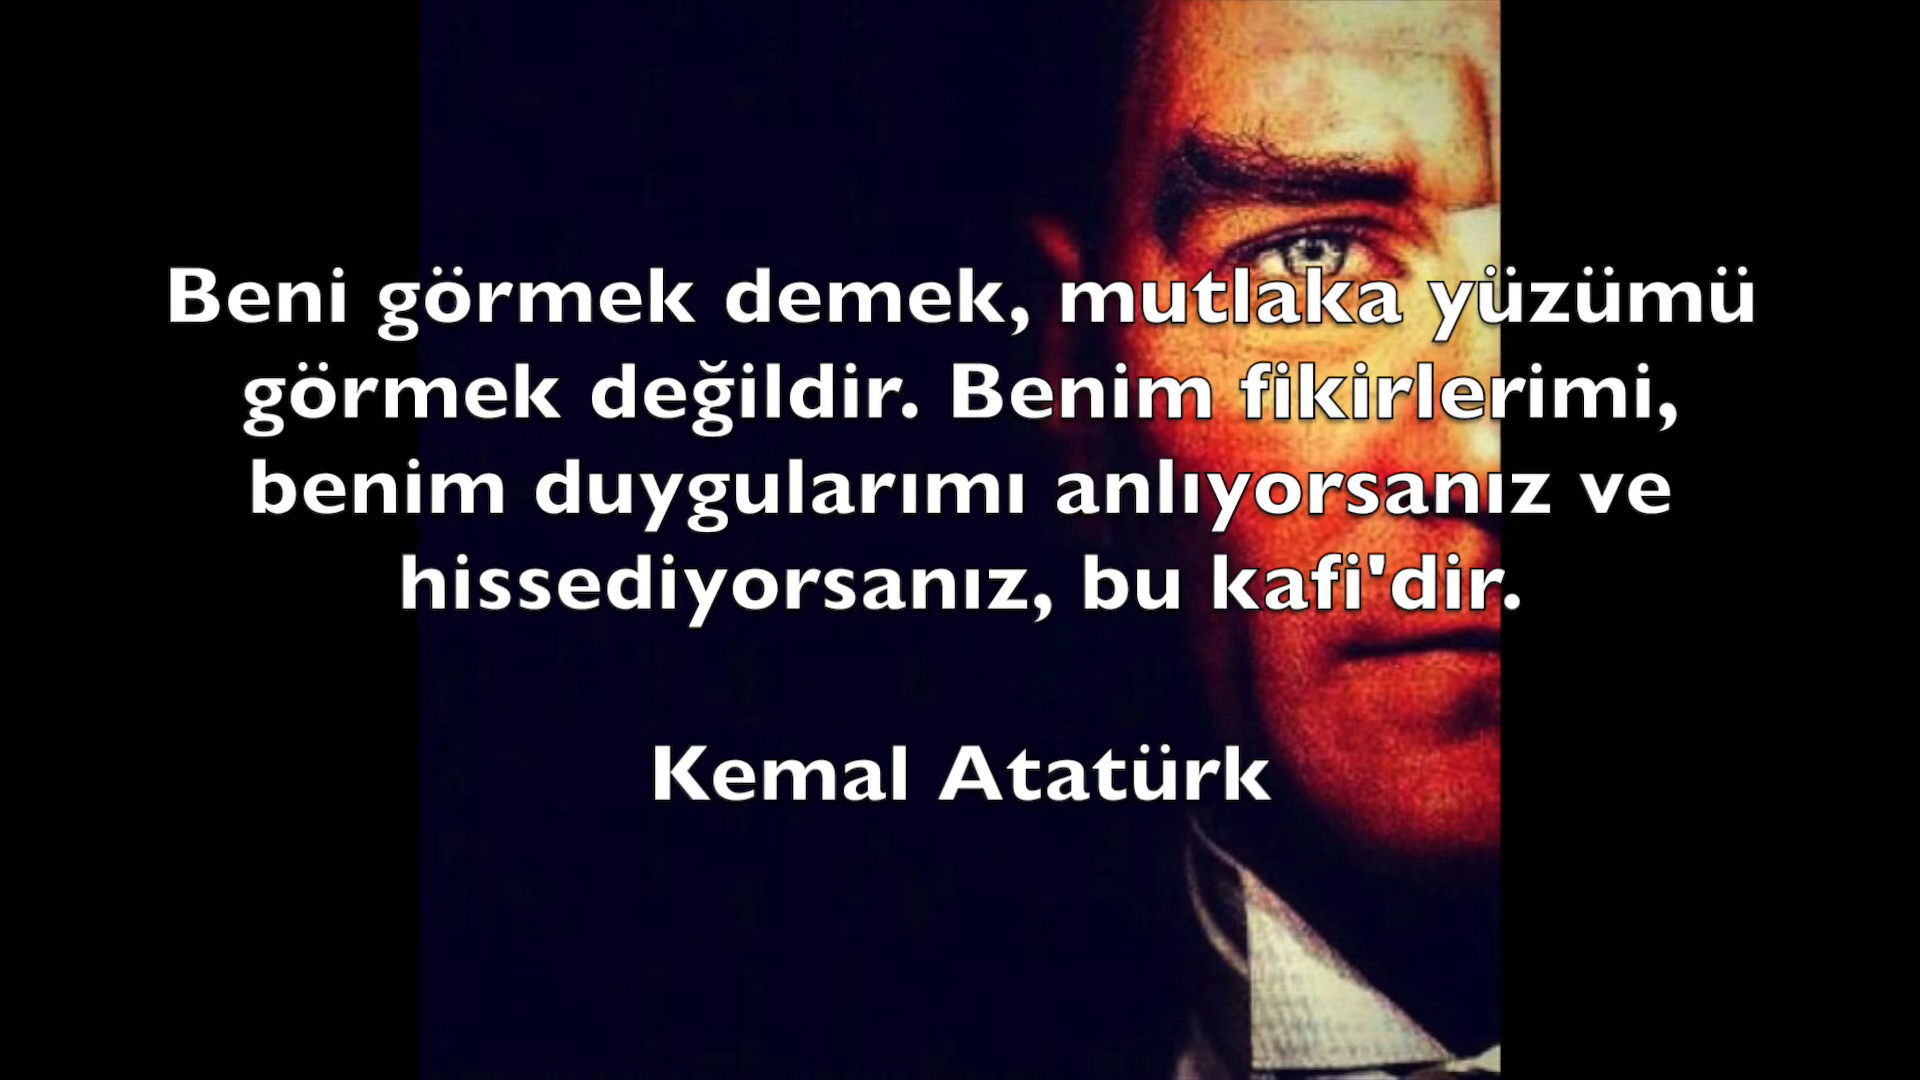 Beni görmek demek, mutlaka yüzümü
görmek değildir. Benim fikirlerimi,
benim duygularımı anlıyorsanız ve
hissediyorsanız, bu kafi'dir.
Kemal Atatürk